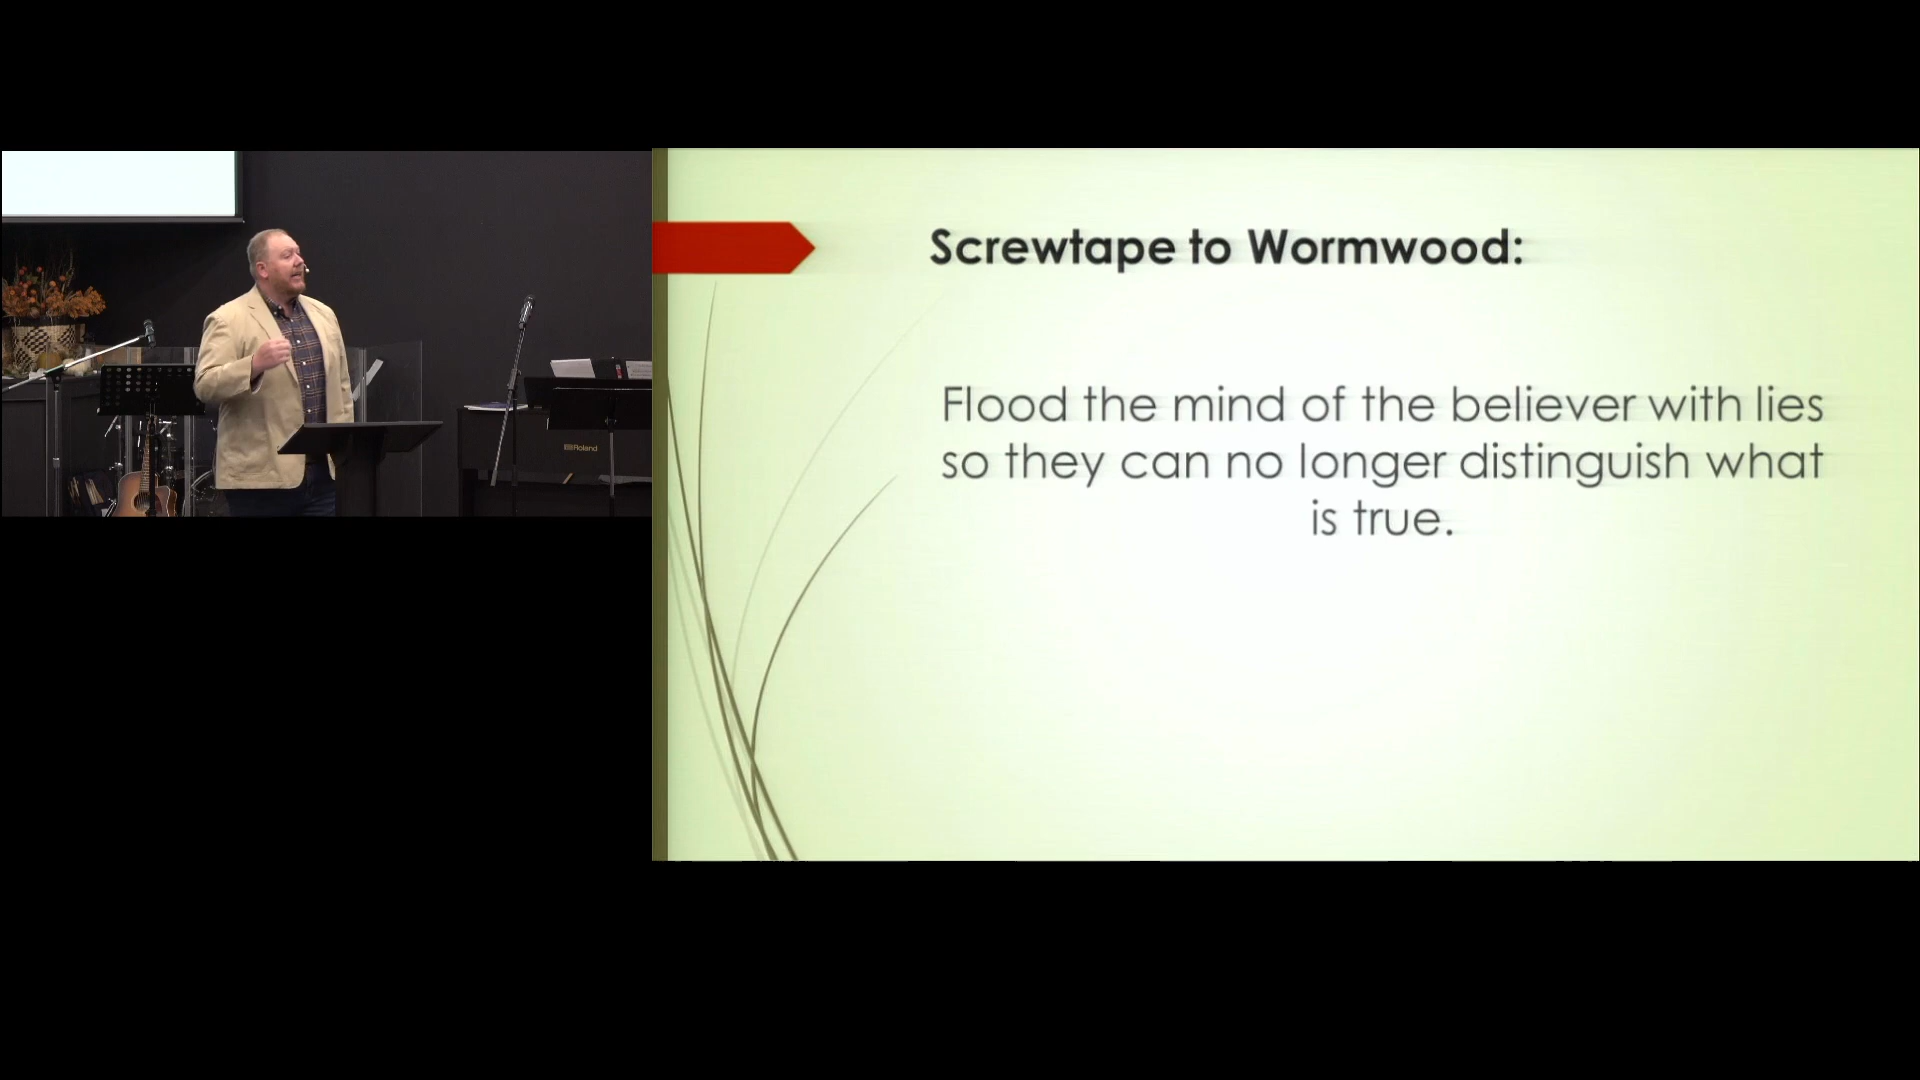 Screwtape to Wormwood:
Flood the mind of the believer with lies
so they can no longer distinguish what
is true.
Roland